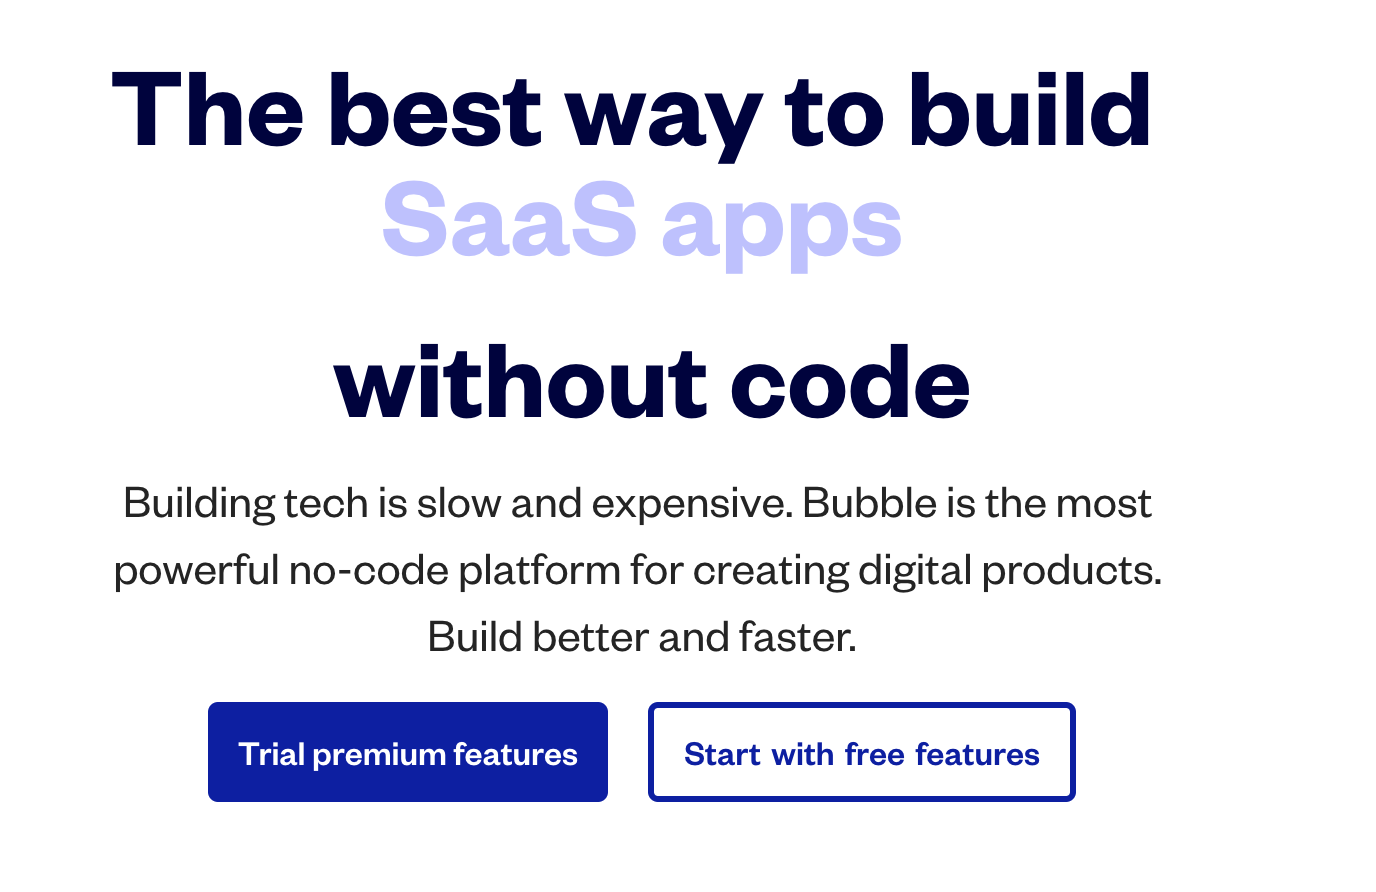 The best way to build
SaaS apps
without code
Building tech is slow and expensive. Bubble is the most
powerful no-code platform for creating digital products.
Build better and faster.
Trial premium features
Start with free features